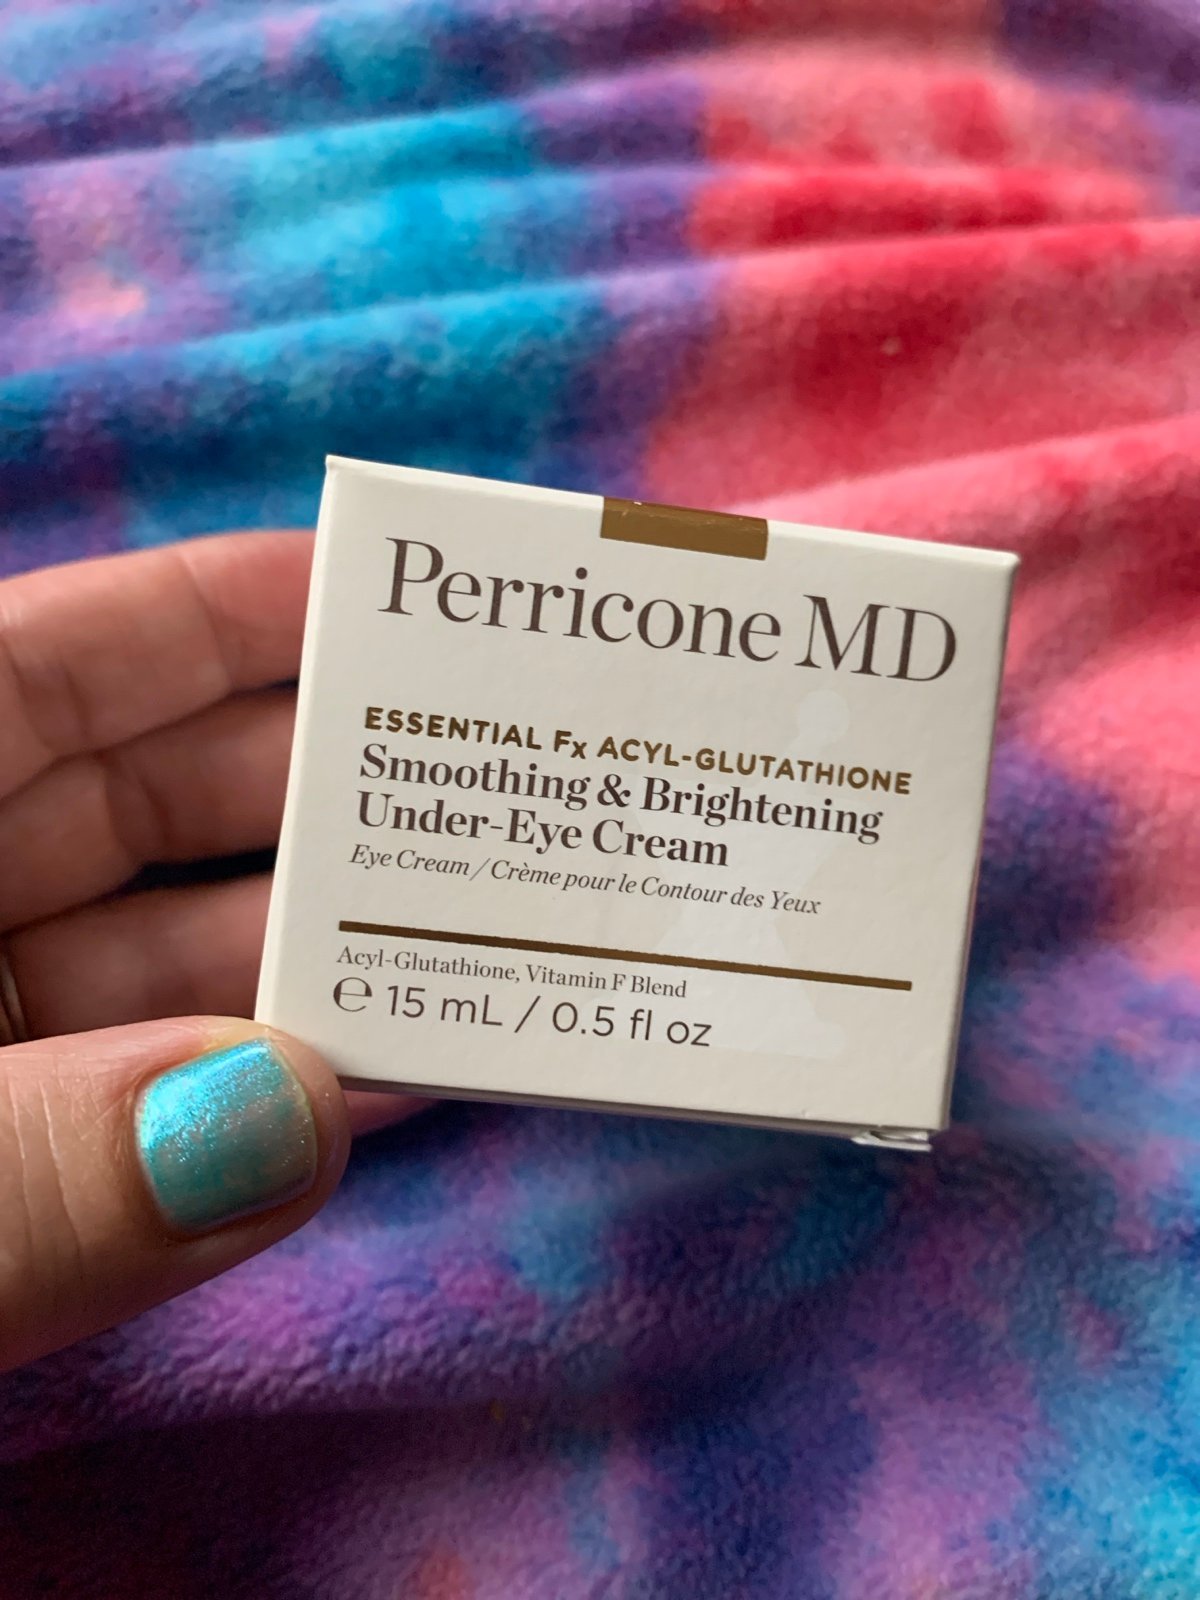 Perricone MD
ESSENTIAL Fx ACYL-GLUTATHIONE
Smoothing & Brightening
Under-Eye Cream
Eye Cream / Crème pour le Contour des Yeux
Acyl-Glutathione, Vitamin F Blend
℮ 15 mL / 0.5 fl oz